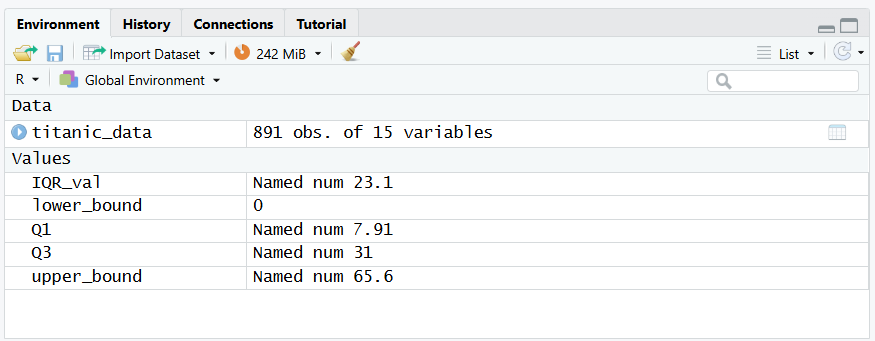 Environment History Connections Tutorial
Import Dataset 242 MiB List
R Global Environment
Data
titanic_data 891 obs. of 15 variables
Values
IQR_val Named num 23.1
lower_bound 0
Q1 Named num 7.91
Q3 Named num 31
upper_bound Named num 65.6